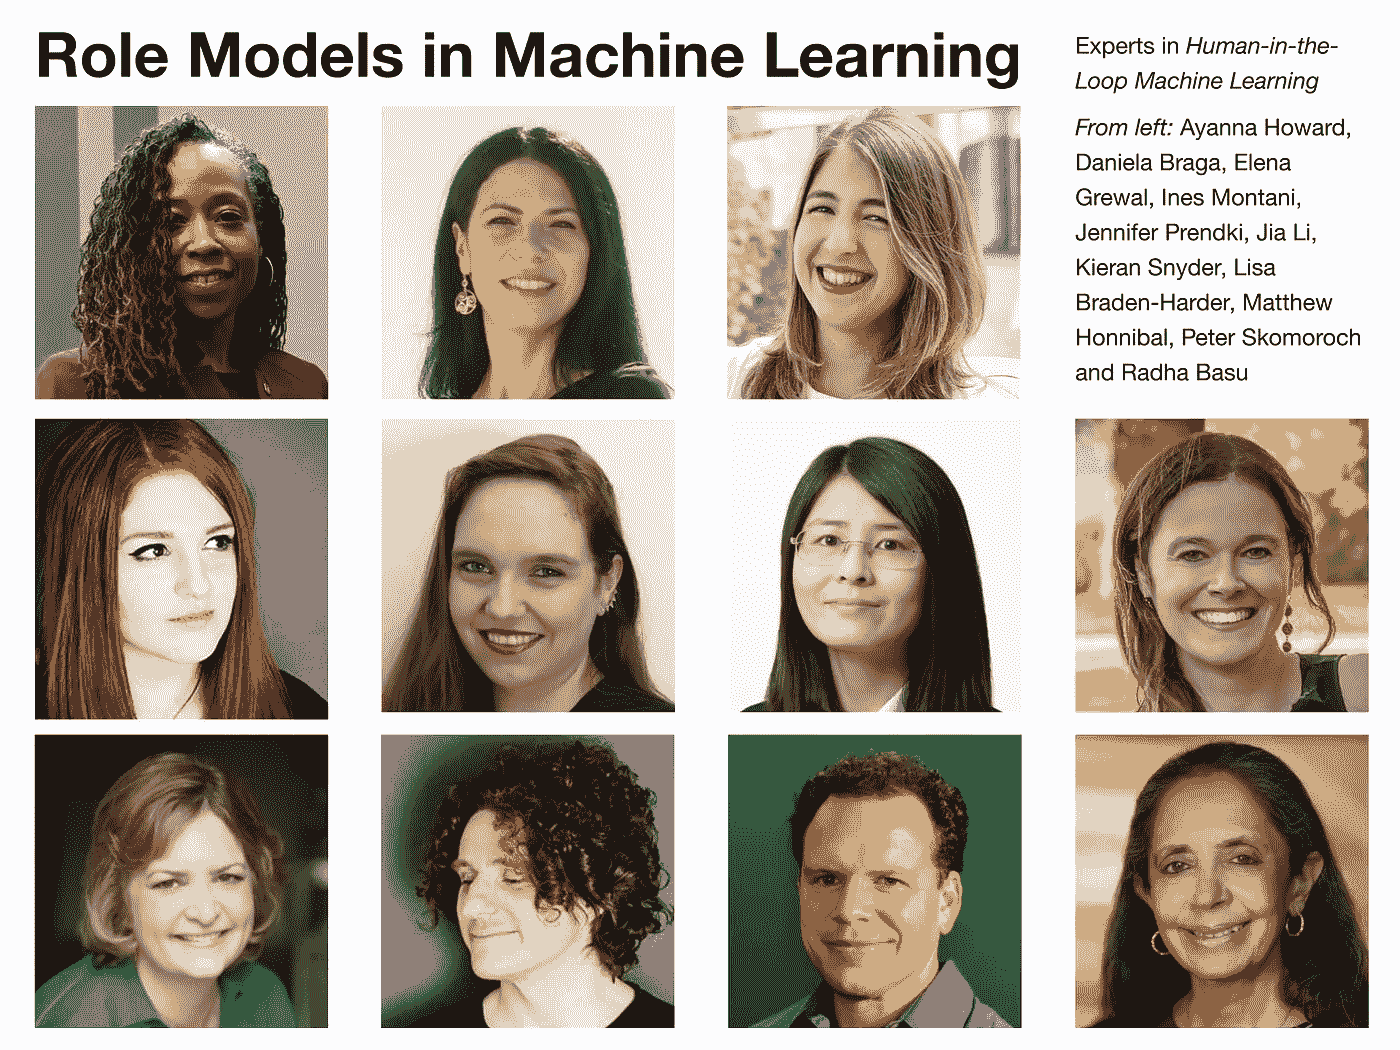 Role Models in Machine Learning
Experts in Human-in-the-
Loop Machine Learning
From left: Ayanna Howard,
Daniela Braga, Elena
Grewal, Ines Montani,
Jennifer Prendki, Jia Li,
Kieran Snyder, Lisa
Braden-Harder, Matthew
Honnibal, Peter Skomoroch
and Radha Basu